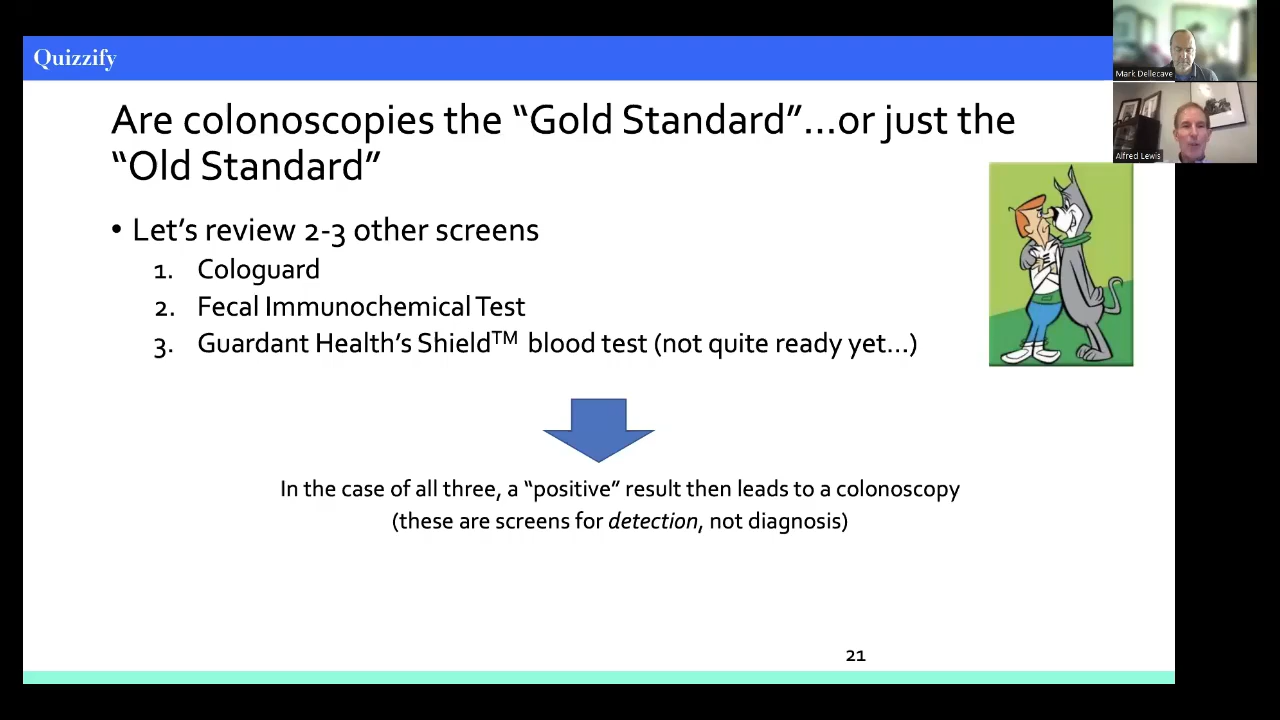 Quizzify
Are colonoscopies the “Gold Standard”...or just the
“Old Standard”
• Let’s review 2-3 other screens
1. Cologuard
2. Fecal Immunochemical Test
3. Guardant Health’s Shield™ blood test (not quite ready yet...)
In the case of all three, a “positive” result then leads to a colonoscopy
(these are screens for detection, not diagnosis)
21
Mark Dellecave
Alfred Lewis